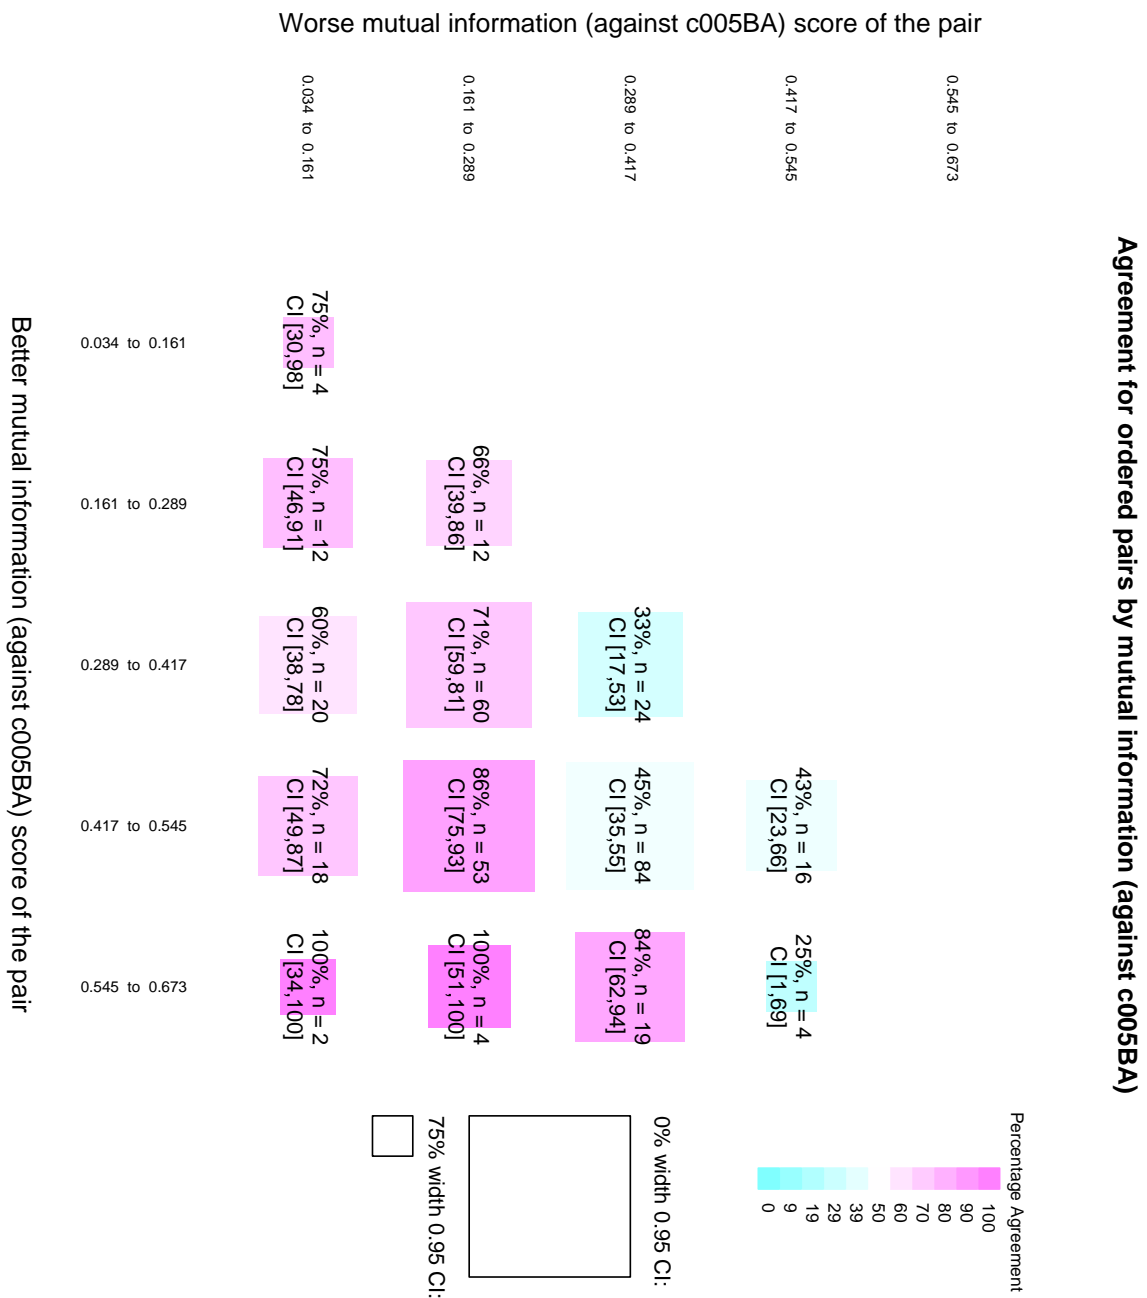 Agreement for ordered pairs by mutual information (against c005BA)
Worse mutual information (against c005BA) score of the pair
0.034 to 0.161
0.161 to 0.289
0.289 to 0.417
0.417 to 0.545
0.545 to 0.673
75%, n = 4
CI [30,98]
75%, n = 12
CI [46,91]
66%, n = 12
CI [39,86]
60%, n = 20
CI [38,78]
71%, n = 60
CI [59,81]
33%, n = 24
CI [17,53]
72%, n = 18
CI [49,87]
86%, n = 53
CI [75,93]
45%, n = 84
CI [35,55]
43%, n = 16
CI [23,66]
100%, n = 2
CI [34,100]
100%, n = 4
CI [51,100]
84%, n = 19
CI [62,94]
25%, n = 4
CI [1,69]
0.034 to 0.161
0.161 to 0.289
0.289 to 0.417
0.417 to 0.545
0.545 to 0.673
Better mutual information (against c005BA) score of the pair
Percentage Agreement
0
9
19
29
39
50
60
70
80
90
100
0% width 0.95 CI:
75% width 0.95 CI: